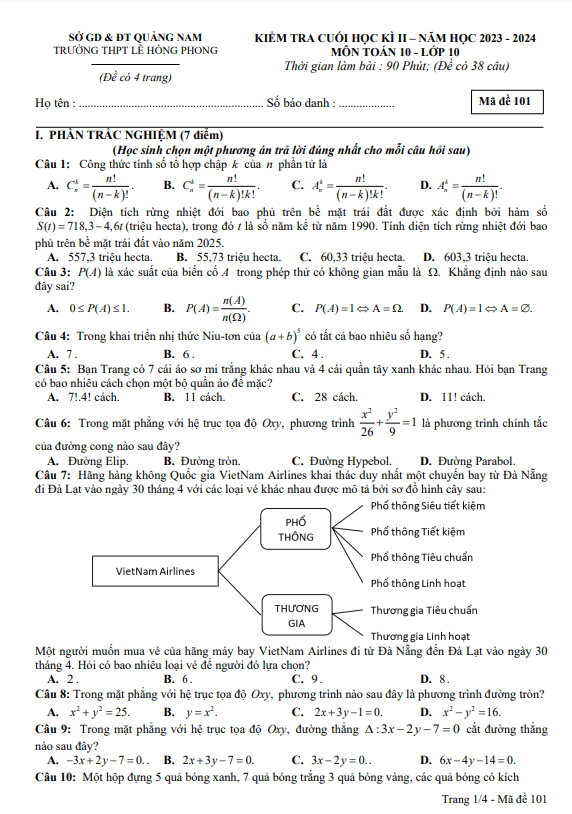 SỞ GD & ĐT QUẢNG NAM
TRƯỜNG THPT LÊ HỒNG PHONG
(Đề có 4 trang)
KIỂM TRA CUỐI HỌC KÌ II – NĂM HỌC 2023 - 2024
MÔN TOÁN 10 - LỚP 10
Thời gian làm bài : 90 Phút; (Đề có 38 câu)
Họ tên : ............................................................ Số báo danh : ...................
Mã đề 101
I. PHẦN TRẮC NGHIỆM (7 điểm)
(Học sinh chọn một phương án trả lời đúng nhất cho mỗi câu hỏi sau)
Câu 1: Công thức tính số tổ hợp chập k của n phần tử là
A. C_n^k = n!/(n−k)!. B. C_n^k = n!/((n−k)!k!). C. A_n^k = n!/((n−k)!k!). D. A_n^k = n!/(n−k)!.
Câu 2: Diện tích rừng nhiệt đới bao phủ trên bề mặt trái đất được xác định bởi hàm số
S(t) = 718,3 − 4,6t (triệu hecta), trong đó t là số năm kể từ năm 1990. Tính diện tích rừng nhiệt đới bao
phủ trên bề mặt trái đất vào năm 2025.
A. 557,3 triệu hecta. B. 55,73 triệu hecta. C. 60,33 triệu hecta. D. 603,3 triệu hecta.
Câu 3: P(A) là xác suất của biến cố A trong phép thử có không gian mẫu là Ω. Khẳng định nào sau
đây sai?
A. 0 ≤ P(A) ≤ 1. B. P(A) = n(A)/n(Ω). C. P(A) = 1 ⇔ A = Ω. D. P(A) = 1 ⇔ A = ∅.
Câu 4: Trong khai triển nhị thức Niu-tơn của (a+b)^5 có tất cả bao nhiêu số hạng?
A. 7 . B. 6 . C. 4 . D. 5 .
Câu 5: Bạn Trang có 7 cái áo sơ mi trắng khác nhau và 4 cái quần tây xanh khác nhau. Hỏi bạn Trang
có bao nhiêu cách chọn một bộ quần áo để mặc?
A. 7!.4! cách. B. 11 cách. C. 28 cách. D. 11! cách.
Câu 6: Trong mặt phẳng với hệ trục tọa độ Oxy, phương trình x²/26 + y²/9 = 1 là phương trình chính tắc
của đường cong nào sau đây?
A. Đường Elip. B. Đường tròn. C. Đường Hypebol. D. Đường Parabol.
Câu 7: Hãng hàng không Quốc gia VietNam Airlines khai thác duy nhất một chuyến bay từ Đà Nẵng
đi Đà Lạt vào ngày 30 tháng 4 với các loại vé khác nhau được mô tả bởi sơ đồ hình cây sau:
VietNam Airlines
PHỔ
THÔNG
Phổ thông Siêu tiết kiệm
Phổ thông Tiết kiệm
Phổ thông Tiêu chuẩn
Phổ thông Linh hoạt
THƯƠNG
GIA
Thương gia Tiêu chuẩn
Thương gia Linh hoạt
Một người muốn mua vé của hãng máy bay VietNam Airlines đi từ Đà Nẵng đến Đà Lạt vào ngày 30
tháng 4. Hỏi có bao nhiêu loại vé để người đó lựa chọn?
A. 2 . B. 6 . C. 9 . D. 8 .
Câu 8: Trong mặt phẳng với hệ trục tọa độ Oxy, phương trình nào sau đây là phương trình đường tròn?
A. x² + y² = 25. B. y = x². C. 2x + 3y − 1 = 0. D. x² − y² = 16.
Câu 9: Trong mặt phẳng với hệ trục tọa độ Oxy, đường thẳng Δ : 3x − 2y − 7 = 0 cắt đường thẳng
nào sau đây?
A. −3x + 2y − 7 = 0. . B. 2x + 3y − 7 = 0. C. 3x − 2y = 0. . D. 6x − 4y − 14 = 0.
Câu 10: Một hộp đựng 5 quả bóng xanh, 7 quả bóng trắng 3 quả bóng vàng, các quả bóng có kích
Trang 1/4 - Mã đề 101